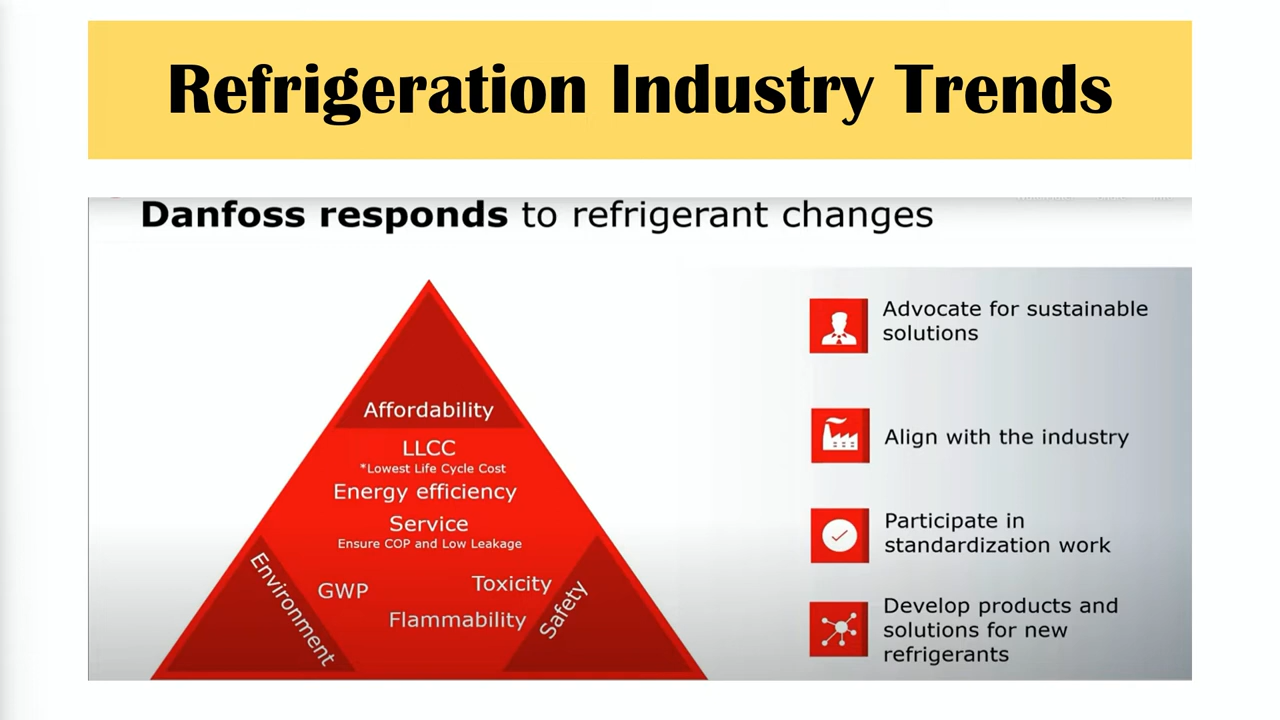 Refrigeration Industry Trends
Danfoss responds to refrigerant changes
Affordability
LLCC
*Lowest Life Cycle Cost
Energy efficiency
Service
Ensure COP and Low Leakage
Environment
GWP
Toxicity
Flammability
Safety
Advocate for sustainable
solutions
Align with the industry
Participate in
standardization work
Develop products and
solutions for new
refrigerants